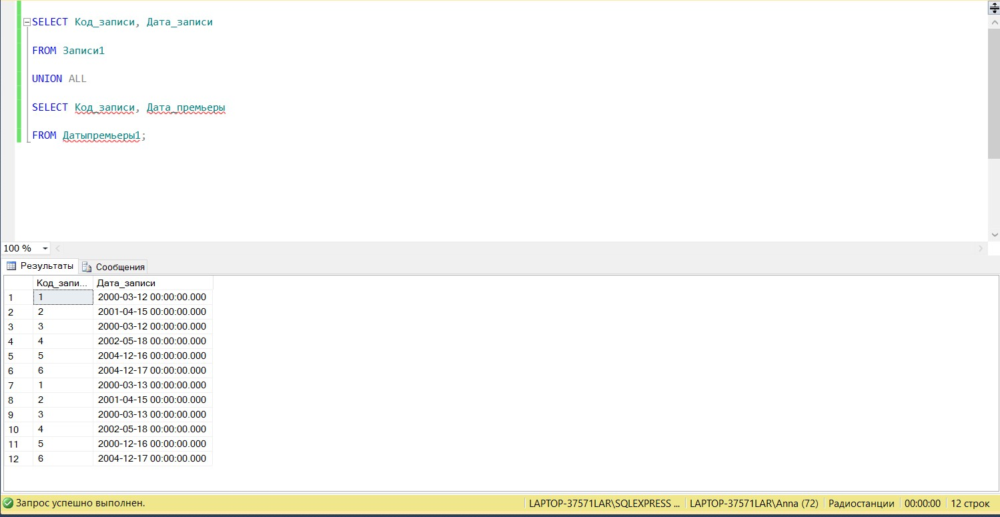 SELECT Код_записи, Дата_записи
FROM Записи1
UNION ALL
SELECT Код_записи, Дата_премьеры
FROM Датыпремьеры1;
100 %
Результаты Сообщения
Код_запи... Дата_записи
1 1 2000-03-12 00:00:00.000
2 2 2001-04-15 00:00:00.000
3 3 2000-03-12 00:00:00.000
4 4 2002-05-18 00:00:00.000
5 5 2004-12-16 00:00:00.000
6 6 2004-12-17 00:00:00.000
7 1 2000-03-13 00:00:00.000
8 2 2001-04-15 00:00:00.000
9 3 2000-03-13 00:00:00.000
10 4 2002-05-18 00:00:00.000
11 5 2000-12-16 00:00:00.000
12 6 2004-12-17 00:00:00.000
Запрос успешно выполнен. LAPTOP-37571LAR\SQLEXPRESS ... LAPTOP-37571LAR\Anna (72) Радиостанции 00:00:00 12 строк